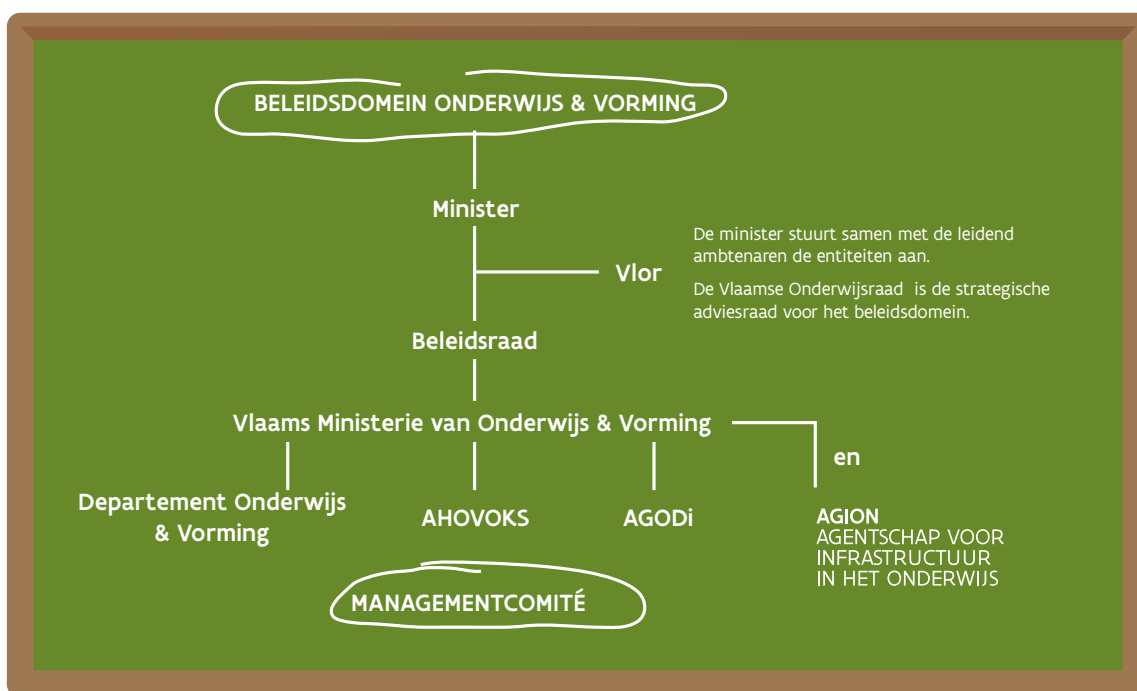 BELEIDSDOMEIN ONDERWIJS & VORMING
Minister
Vlor
De minister stuurt samen met de leidend
ambtenaren de entiteiten aan.
De Vlaamse Onderwijsraad is de strategische
adviesraad voor het beleidsdomein.
Beleidsraad
Vlaams Ministerie van Onderwijs & Vorming
en
Departement Onderwijs
& Vorming
AHOVOKS
AGODi
AGION
AGENTSCHAP VOOR
INFRASTRUCTUUR
IN HET ONDERWIJS
MANAGEMENTCOMITÉ